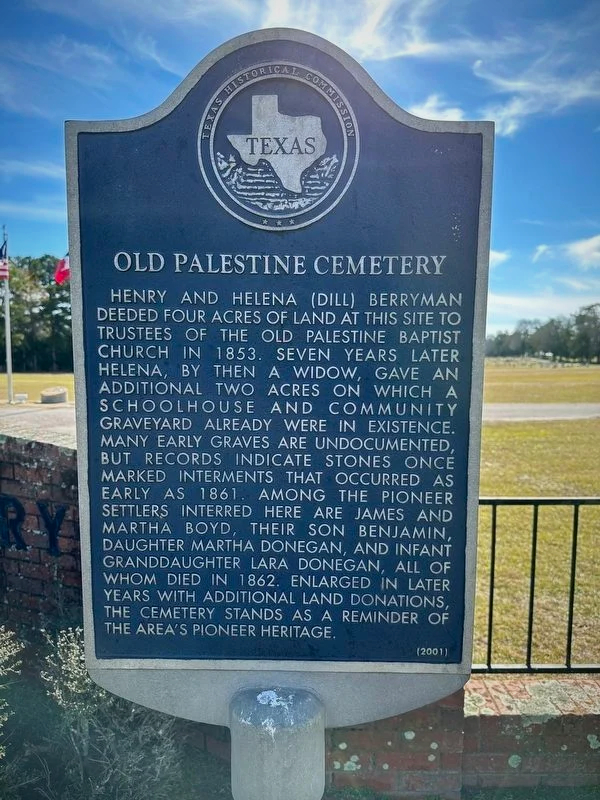 TEXAS HISTORICAL COMMISSION
TEXAS
OLD PALESTINE CEMETERY
HENRY AND HELENA (DILL) BERRYMAN
DEEDED FOUR ACRES OF LAND AT THIS SITE TO
TRUSTEES OF THE OLD PALESTINE BAPTIST
CHURCH IN 1853. SEVEN YEARS LATER
HELENA, BY THEN A WIDOW, GAVE AN
ADDITIONAL TWO ACRES ON WHICH A
SCHOOLHOUSE AND COMMUNITY
GRAVEYARD ALREADY WERE IN EXISTENCE.
MANY EARLY GRAVES ARE UNDOCUMENTED,
BUT RECORDS INDICATE STONES ONCE
MARKED INTERMENTS THAT OCCURRED AS
EARLY AS 1861. AMONG THE PIONEER
SETTLERS INTERRED HERE ARE JAMES AND
MARTHA BOYD, THEIR SON BENJAMIN,
DAUGHTER MARTHA DONEGAN, AND INFANT
GRANDDAUGHTER LARA DONEGAN, ALL OF
WHOM DIED IN 1862. ENLARGED IN LATER
YEARS WITH ADDITIONAL LAND DONATIONS,
THE CEMETERY STANDS AS A REMINDER OF
THE AREA'S PIONEER HERITAGE.
(2001)
RY